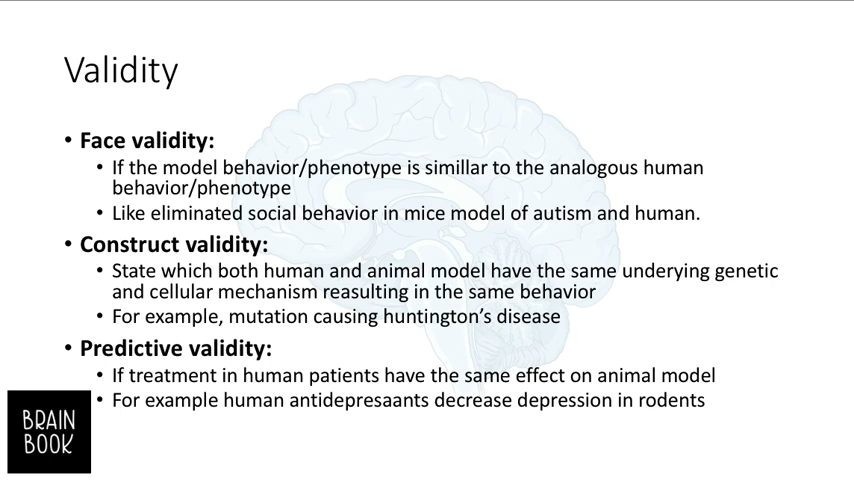 Validity
• Face validity:
• If the model behavior/phenotype is simillar to the analogous human
behavior/phenotype
• Like eliminated social behavior in mice model of autism and human.
• Construct validity:
• State which both human and animal model have the same underlying genetic
and cellular mechanism reasulting in the same behavior
• For example, mutation causing huntington's disease
• Predictive validity:
• If treatment in human patients have the same effect on animal model
• For example human antidepresaants decrease depression in rodents
BRAIN
BOOK